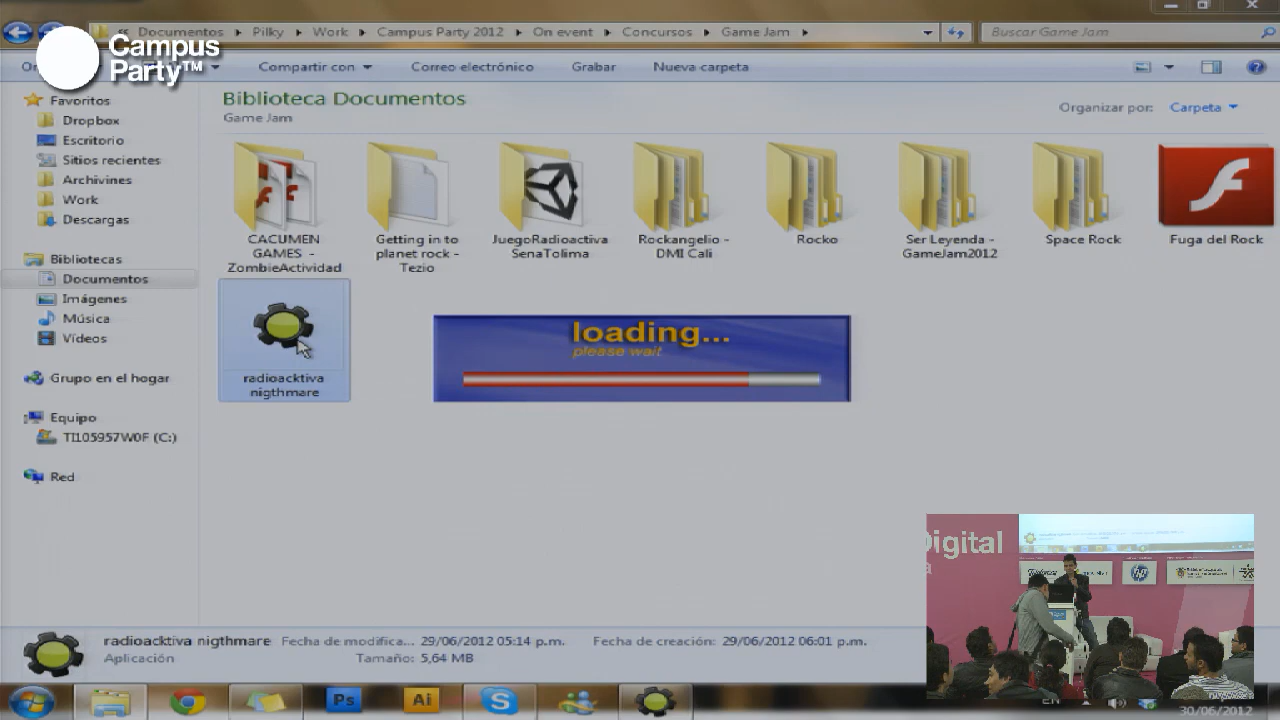 Campus
Party™
Documentos Pilky Work Campus Party 2012 On event Concursos Game Jam
Buscar Game Jam
Compartir con Correo electrónico Grabar Nueva carpeta
Favoritos
Dropbox
Escritorio
Sitios recientes
Archivines
Work
Descargas
Bibliotecas
Documentos
Imágenes
Música
Vídeos
Grupo en el hogar
Equipo
TI105957W0F (C:)
Red
Biblioteca Documentos
Game Jam
Organizar por: Carpeta
CACUMEN
GAMES -
ZombieActividad
Getting in to
planet rock -
Tezio
JuegoRadioactiva
SenaTolima
Rockangelio -
DMI Cali
Rocko
Ser Leyenda -
GameJam2012
Space Rock
Fuga del Rock
radioacktiva
nigthmare
loading...
please wait
Digital
hp
radioacktiva nigthmare Fecha de modifica... 29/06/2012 05:14 p.m. Fecha de creación: 29/06/2012 06:01 p.m.
Aplicación Tamaño: 5,64 MB
Ps
Ai
EN
30/06/2012